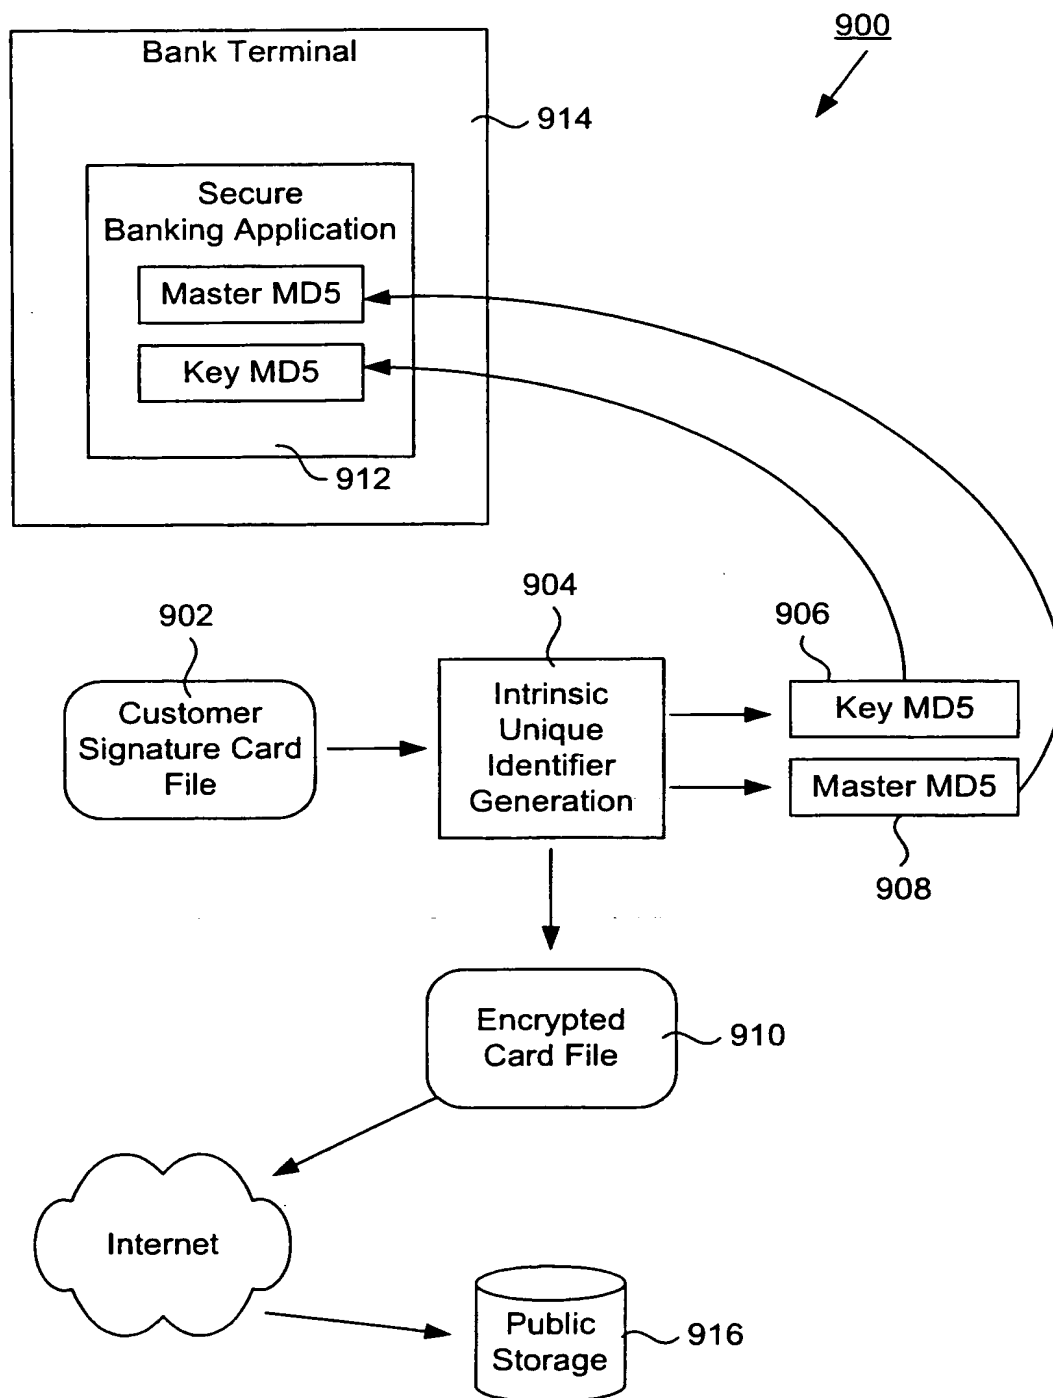 900
Bank Terminal
914
Secure
Banking Application
Master MD5
Key MD5
912
902
904
906
Customer
Signature Card
File
Intrinsic
Unique
Identifier
Generation
Key MD5
Master MD5
908
Encrypted
Card File
910
Internet
Public
Storage
916